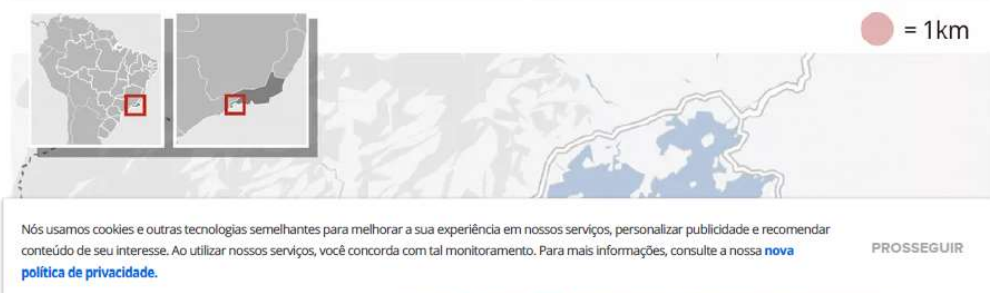 = 1km
Nós usamos cookies e outras tecnologias semelhantes para melhorar a sua experiência em nossos serviços, personalizar publicidade e recomendar
conteúdo de seu interesse. Ao utilizar nossos serviços, você concorda com tal monitoramento. Para mais informações, consulte a nossa nova
política de privacidade.
PROSSEGUIR